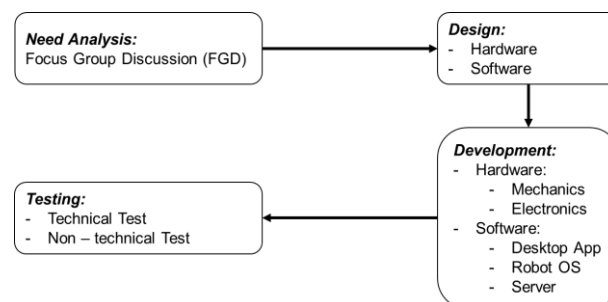 Need Analysis:
Focus Group Discussion (FGD)
Design:
- Hardware
- Software
Development:
- Hardware:
- Mechanics
- Electronics
- Software:
- Desktop App
- Robot OS
- Server
Testing:
- Technical Test
- Non – technical Test